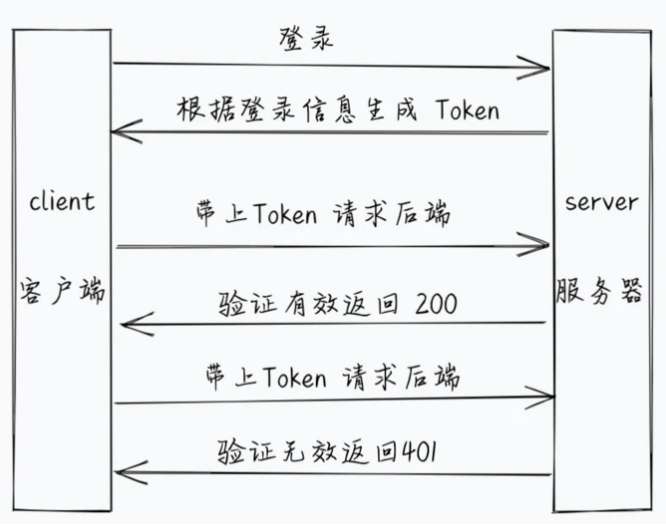 登录
根据登录信息生成 Token
client
客户端
server
服务器
带上Token 请求后端
验证有效返回 200
带上Token 请求后端
验证无效返回401